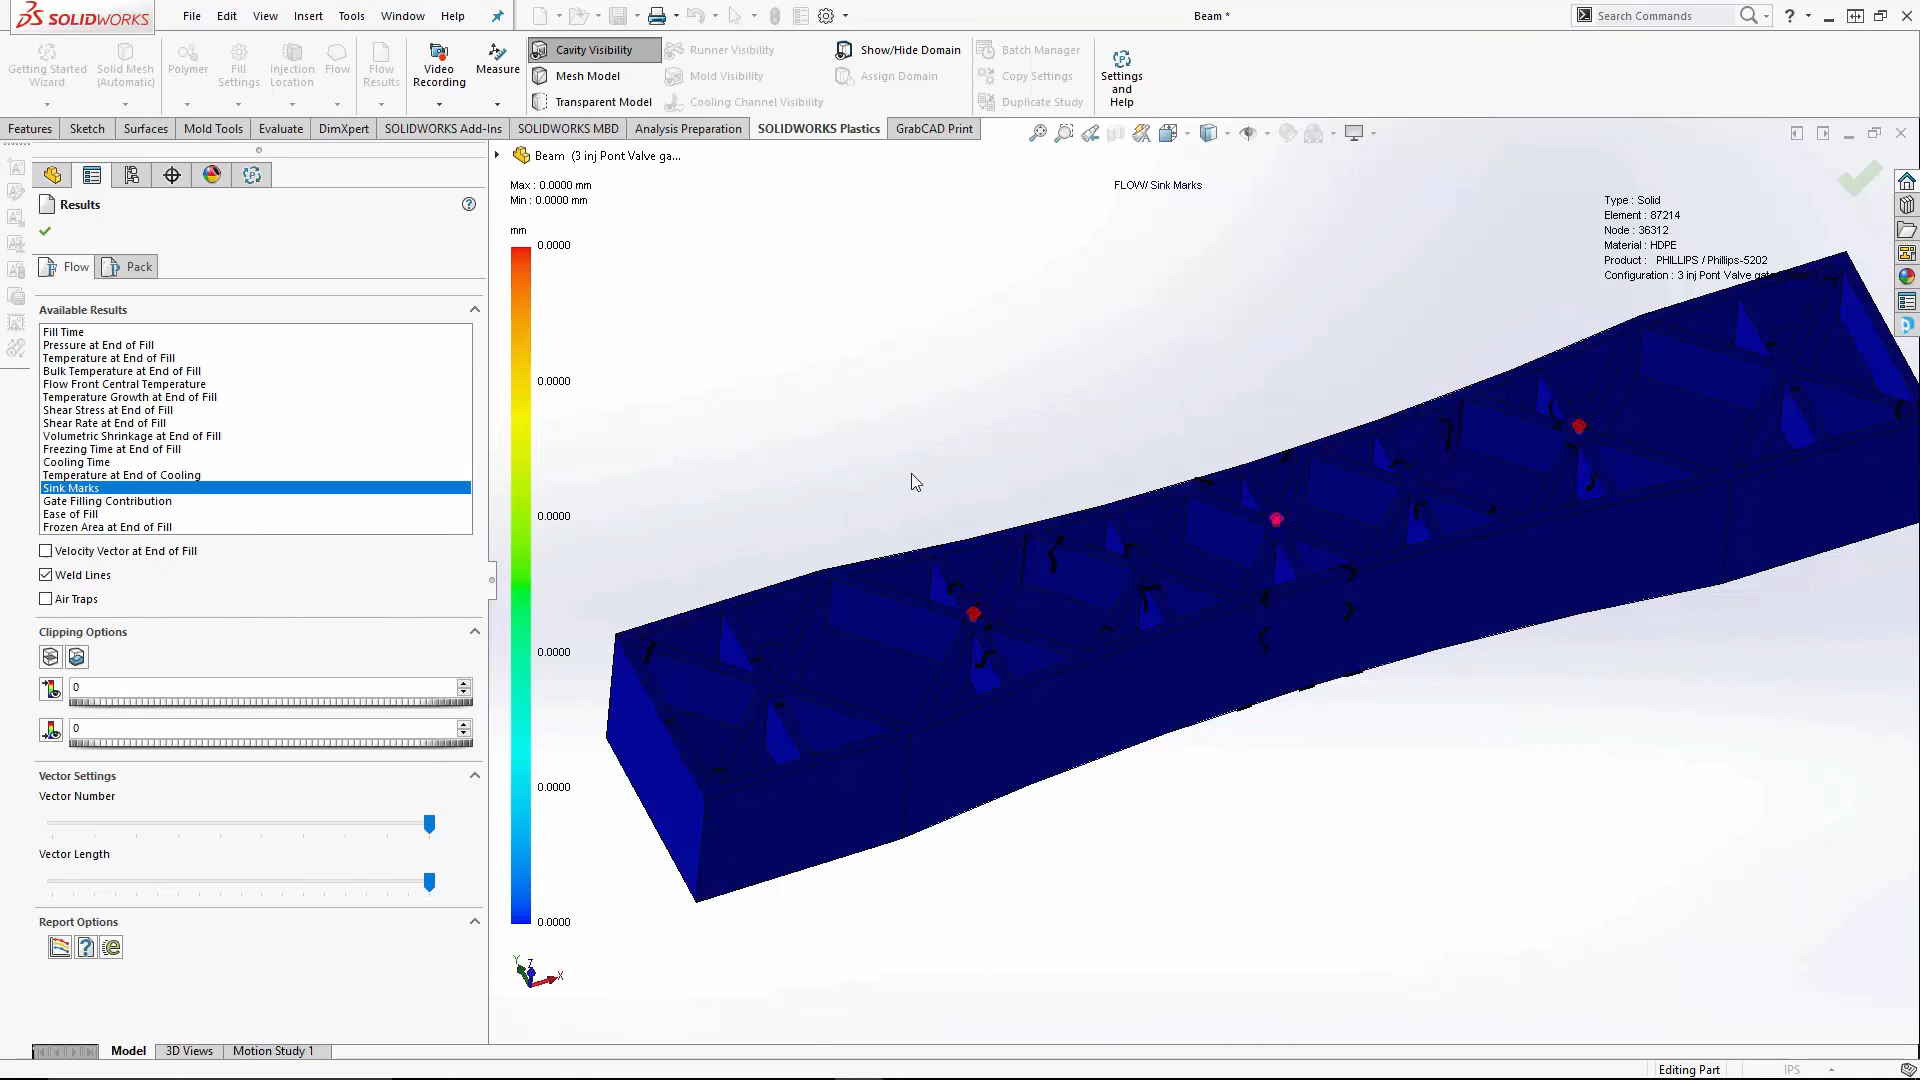 SOLIDWORKS
File Edit View Insert Tools Window Help
Beam *
Search Commands
Getting Started Wizard
Solid Mesh (Automatic)
Polymer
Fill Settings
Injection Location
Flow
Flow Results
Video Recording
Measure
Cavity Visibility
Mesh Model
Transparent Model
Runner Visibility
Mold Visibility
Cooling Channel Visibility
Show/Hide Domain
Assign Domain
Batch Manager
Copy Settings
Duplicate Study
Settings and Help
Features Sketch Surfaces Mold Tools Evaluate DimXpert SOLIDWORKS Add-Ins SOLIDWORKS MBD Analysis Preparation SOLIDWORKS Plastics GrabCAD Print
Results
Flow Pack
Available Results
Fill Time
Pressure at End of Fill
Temperature at End of Fill
Bulk Temperature at End of Fill
Flow Front Central Temperature
Temperature Growth at End of Fill
Shear Stress at End of Fill
Shear Rate at End of Fill
Volumetric Shrinkage at End of Fill
Freezing Time at End of Fill
Cooling Time
Temperature at End of Cooling
Sink Marks
Gate Filling Contribution
Ease of Fill
Frozen Area at End of Fill
Velocity Vector at End of Fill
Weld Lines
Air Traps
Clipping Options
0
0
Vector Settings
Vector Number
Vector Length
Report Options
Beam (3 inj Pont Valve ga...
Max : 0.0000 mm
Min : 0.0000 mm
mm
0.0000
0.0000
0.0000
0.0000
0.0000
0.0000
FLOW/ Sink Marks
Type : Solid
Element : 87214
Node : 36312
Material : HDPE
Product : PHILLIPS / Phillips-5202
Configuration : 3 inj Pont Valve gat
Y Z X
Model 3D Views Motion Study 1
Editing Part IPS